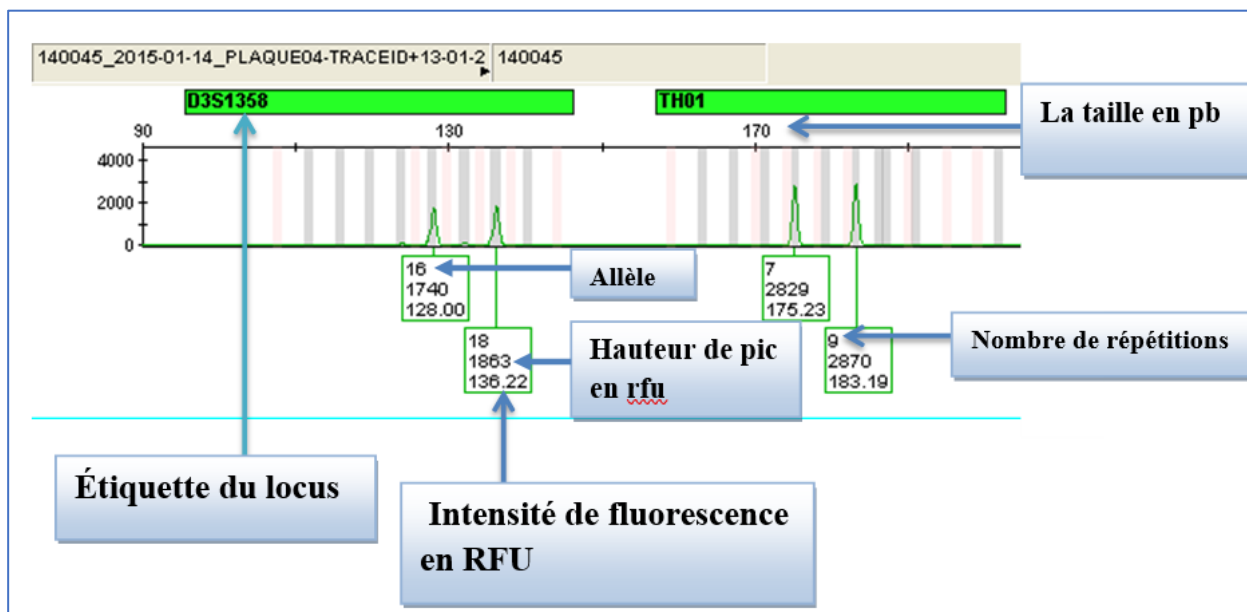 140045_2015-01-14_PLAQUE04-TRACEID+13-01-2 140045
D3S1358 TH01
La taille en pb
90 130 170
4000
2000
0
16
1740
128.00
Allèle
7
2829
175.23
18
1863
136.22
Hauteur de pic
en rfu
9
2870
183.19
Nombre de répétitions
Étiquette du locus
Intensité de fluorescence
en RFU